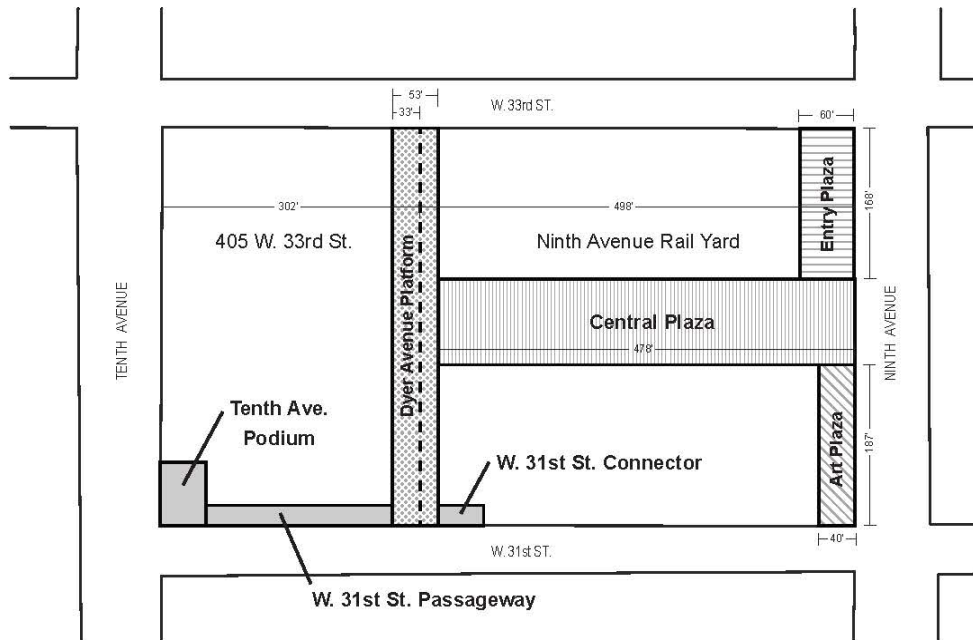 53'
33'
W. 33rd ST.
60'
302'
498'
168'
405 W. 33rd St.
Ninth Avenue Rail Yard
Entry Plaza
Dyer Avenue Platform
TENTH AVENUE
Central Plaza
478'
NINTH AVENUE
Tenth Ave.
Podium
W. 31st St. Connector
Art Plaza
187'
W. 31st ST.
40'
W. 31st St. Passageway